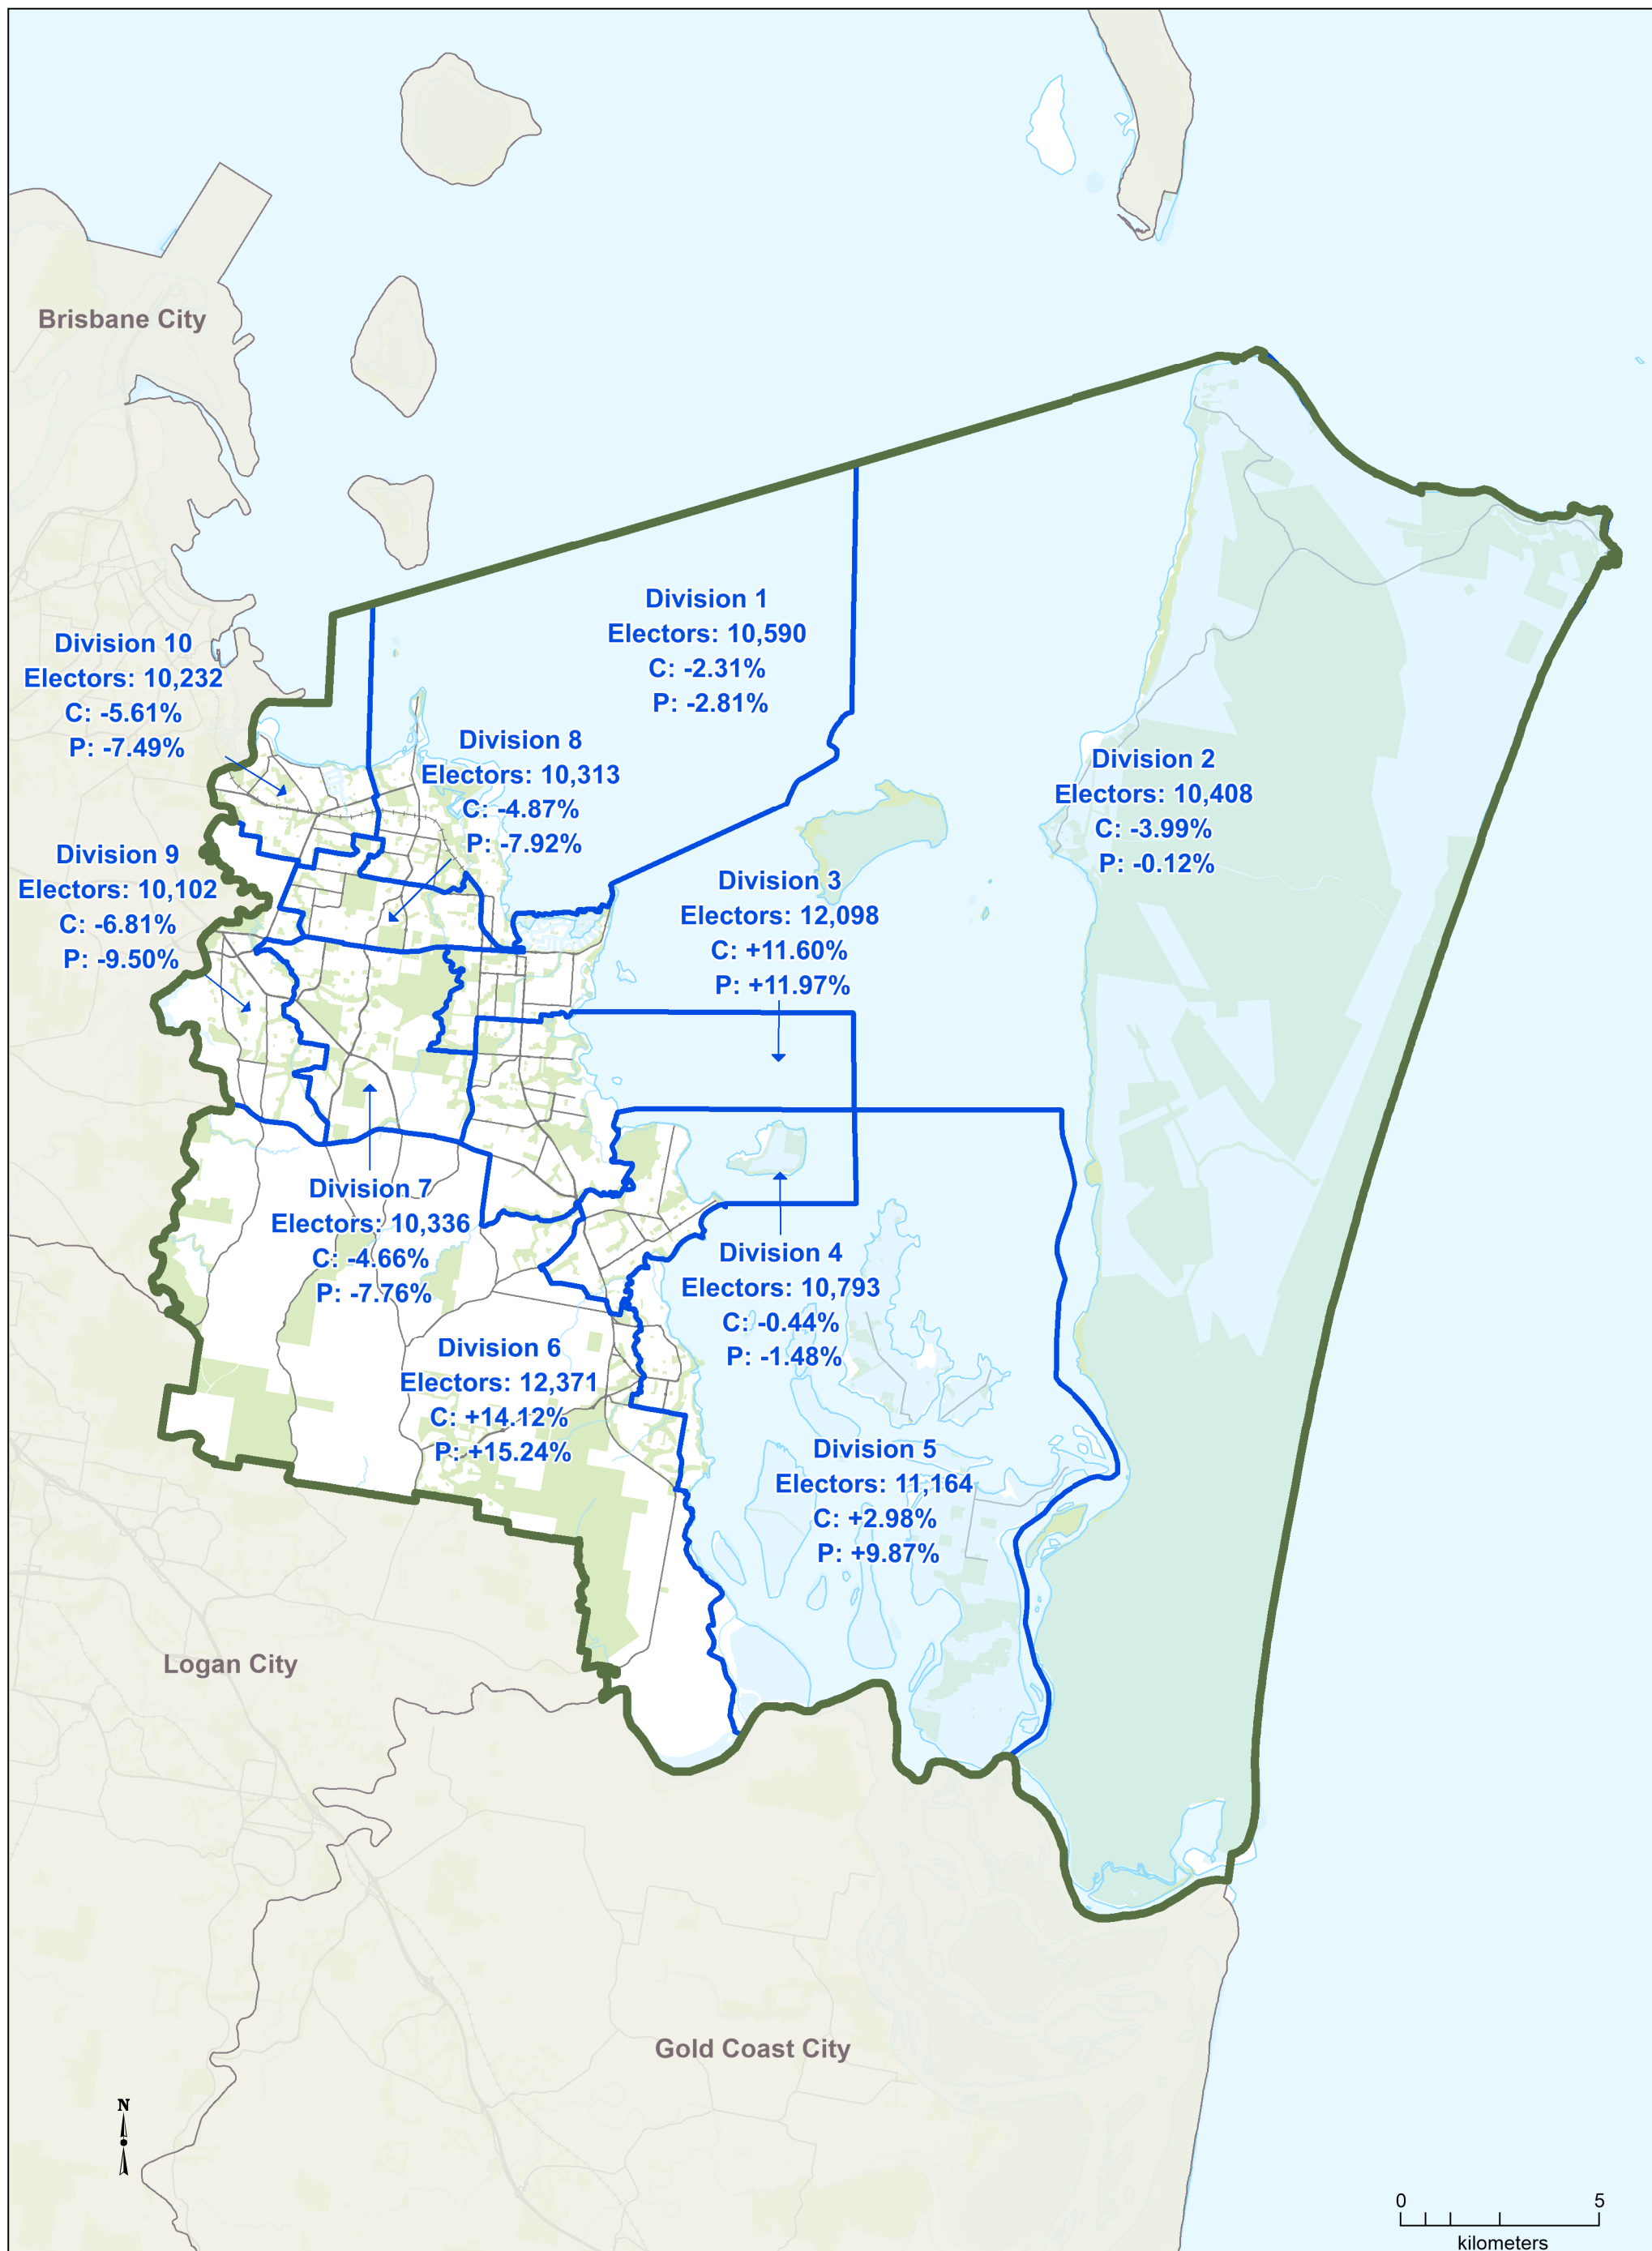 Brisbane City
Division 1
Electors: 10,590
C: -2.31%
P: -2.81%
Division 10
Electors: 10,232
C: -5.61%
P: -7.49%
Division 8
Electors: 10,313
C: -4.87%
P: -7.92%
Division 2
Electors: 10,408
C: -3.99%
P: -0.12%
Division 9
Electors: 10,102
C: -6.81%
P: -9.50%
Division 3
Electors: 12,098
C: +11.60%
P: +11.97%
Division 7
Electors: 10,336
C: -4.66%
P: -7.76%
Division 4
Electors: 10,793
C: -0.44%
P: -1.48%
Division 6
Electors: 12,371
C: +14.12%
P: +15.24%
Division 5
Electors: 11,164
C: +2.98%
P: +9.87%
Logan City
Gold Coast City
N
0 5
kilometers